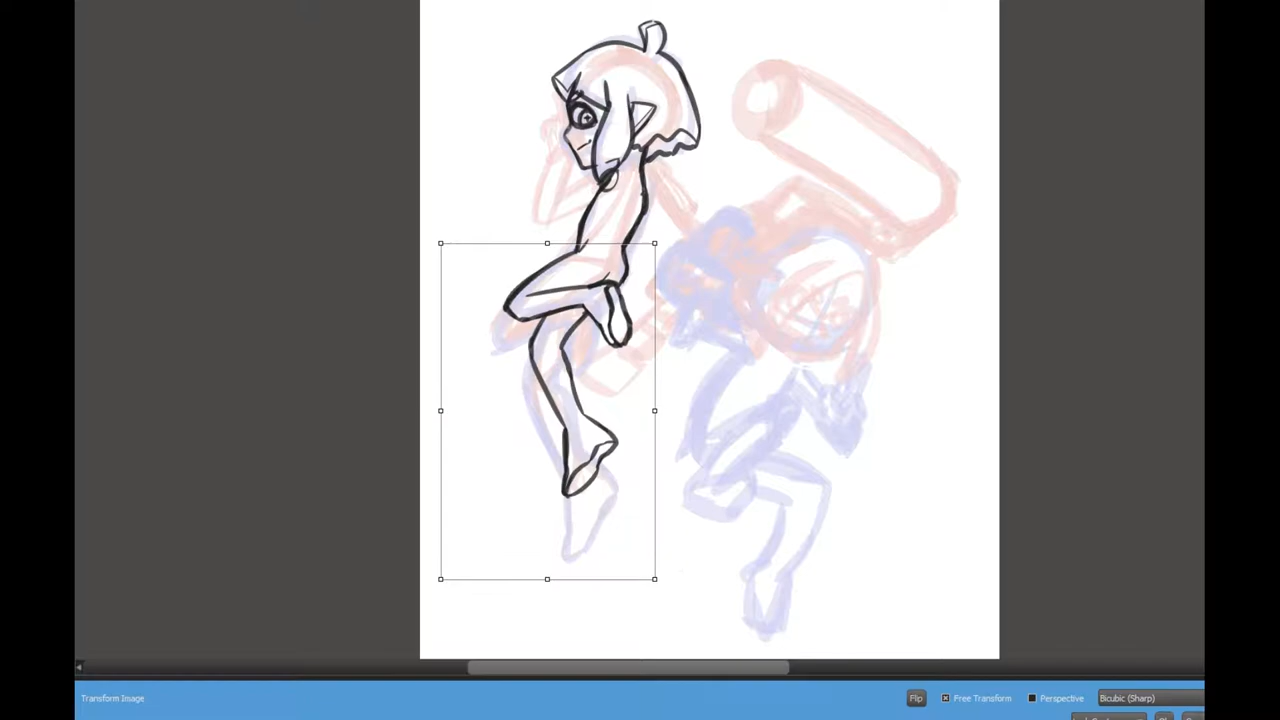 Transform Image
Flip
Free Transform
Perspective
Bicubic (Sharp)